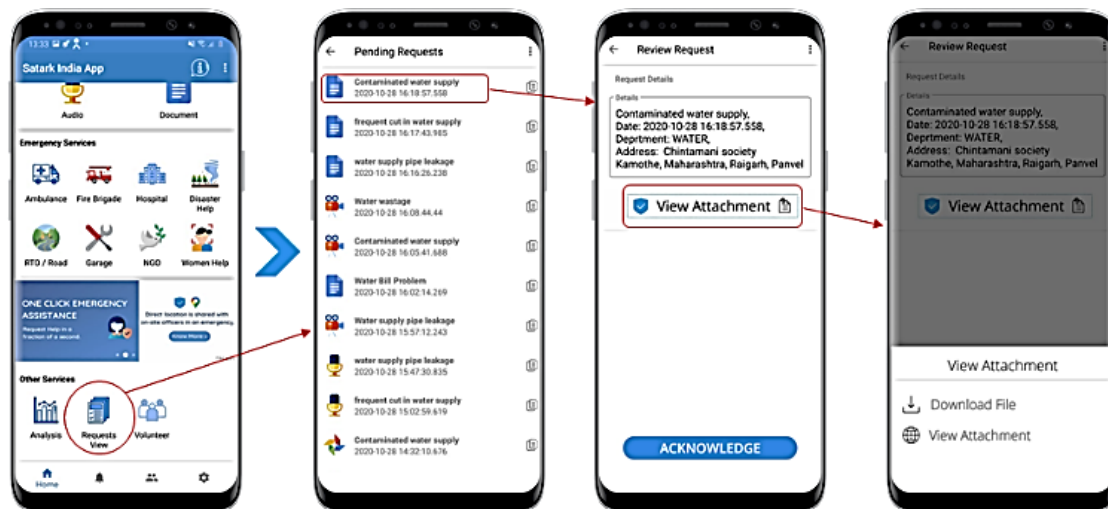 13:33
Satark India App
Audio
Document
Emergency Services
Ambulance
Fire Brigade
Hospital
Disaster
Help
RTO / Road
Garage
NGO
Women Help
ONE CLICK EMERGENCY
ASSISTANCE
Request Help in a
fraction of a second.
Direct location is shared with
on-site officers in an emergency.
Know More >
Other Services
Analysis
Requests
View
Volunteer
Home
Pending Requests
Contaminated water supply
2020-10-28 16:18:57.558
frequent cut in water supply
2020-10-28 16:17:43.985
water supply pipe leakage
2020-10-28 16:16:26.238
Water wastage
2020-10-28 16:08:44.44
Contaminated water supply
2020-10-28 16:05:41.688
Water Bill Problem
2020-10-28 16:02:14.269
Water supply pipe leakage
2020-10-28 15:57:12.243
water supply pipe leakage
2020-10-28 15:47:30.835
frequent cut in water supply
2020-10-28 15:02:59.619
Contaminated water supply
2020-10-28 14:32:10.676
Review Request
Request Details
Details
Contaminated water supply,
Date: 2020-10-28 16:18:57.558,
Deprtment: WATER,
Address: Chintamani society
Kamothe, Maharashtra, Raigarh, Panvel
View Attachment
ACKNOWLEDGE
Review Request
Request Details
Details
Contaminated water supply,
Date: 2020-10-28 16:18:57.558,
Deprtment: WATER,
Address: Chintamani society
Kamothe, Maharashtra, Raigarh, Panvel
View Attachment
View Attachment
Download File
View Attachment